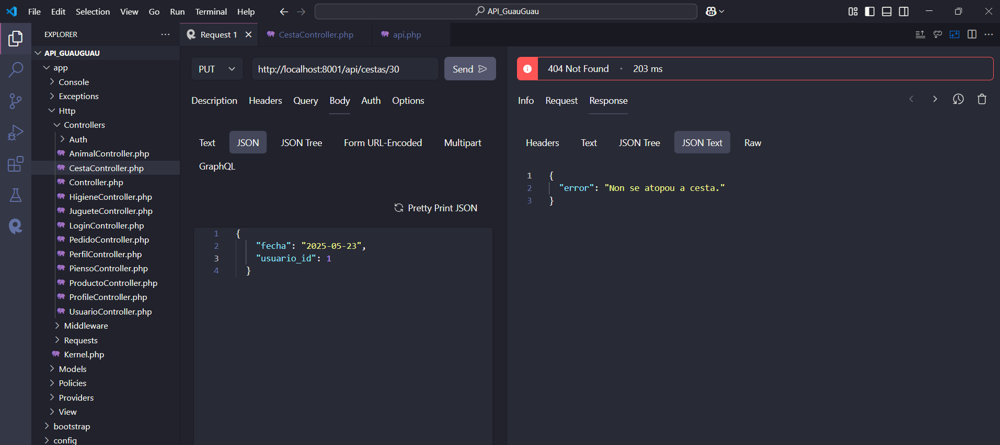 File Edit Selection View Go Run Terminal Help
API_GuauGuau
EXPLORER
API_GUAUGUAU
app
Console
Exceptions
Http
Controllers
Auth
AnimalController.php
CestaController.php
Controller.php
HigieneController.php
JugueteController.php
LoginController.php
PedidoController.php
PerfilController.php
PiensoController.php
ProductoController.php
ProfileController.php
UsuarioController.php
Middleware
Requests
Kernel.php
Models
Policies
Providers
View
bootstrap
config
Request 1 CestaController.php api.php
PUT http://localhost:8001/api/cestas/30 Send
Description Headers Query Body Auth Options
Text JSON JSON Tree Form URL-Encoded Multipart
GraphQL
Pretty Print JSON
1 {
2 "fecha": "2025-05-23",
3 "usuario_id": 1
4 }
404 Not Found · 203 ms
Info Request Response
Headers Text JSON Tree JSON Text Raw
1 {
2 "error": "Non se atopou a cesta."
3 }